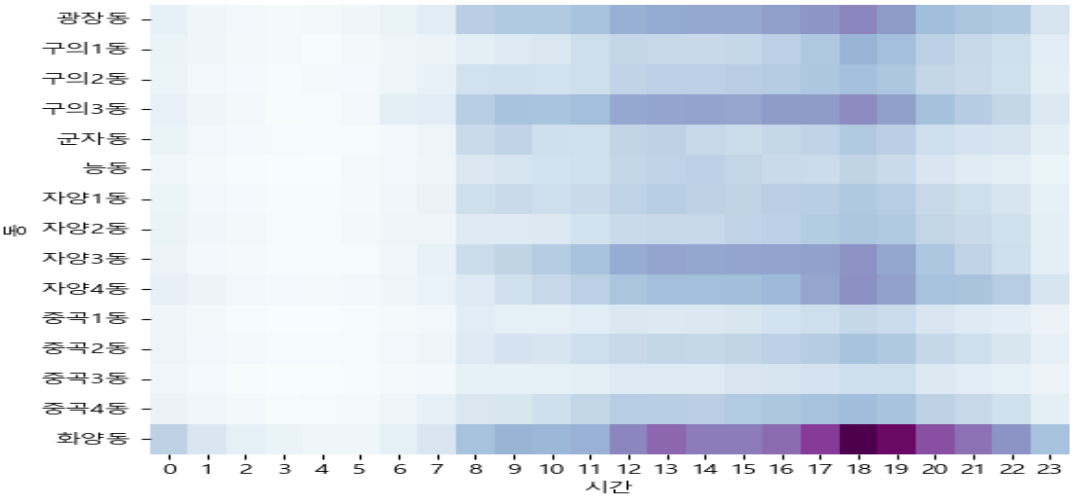 광장동
구의1동
구의2동
구의3동
군자동
능동
자양1동
자양2동
자양3동
자양4동
중곡1동
중곡2동
중곡3동
중곡4동
화양동
동
0 1 2 3 4 5 6 7 8 9 10 11 12 13 14 15 16 17 18 19 20 21 22 23
시간